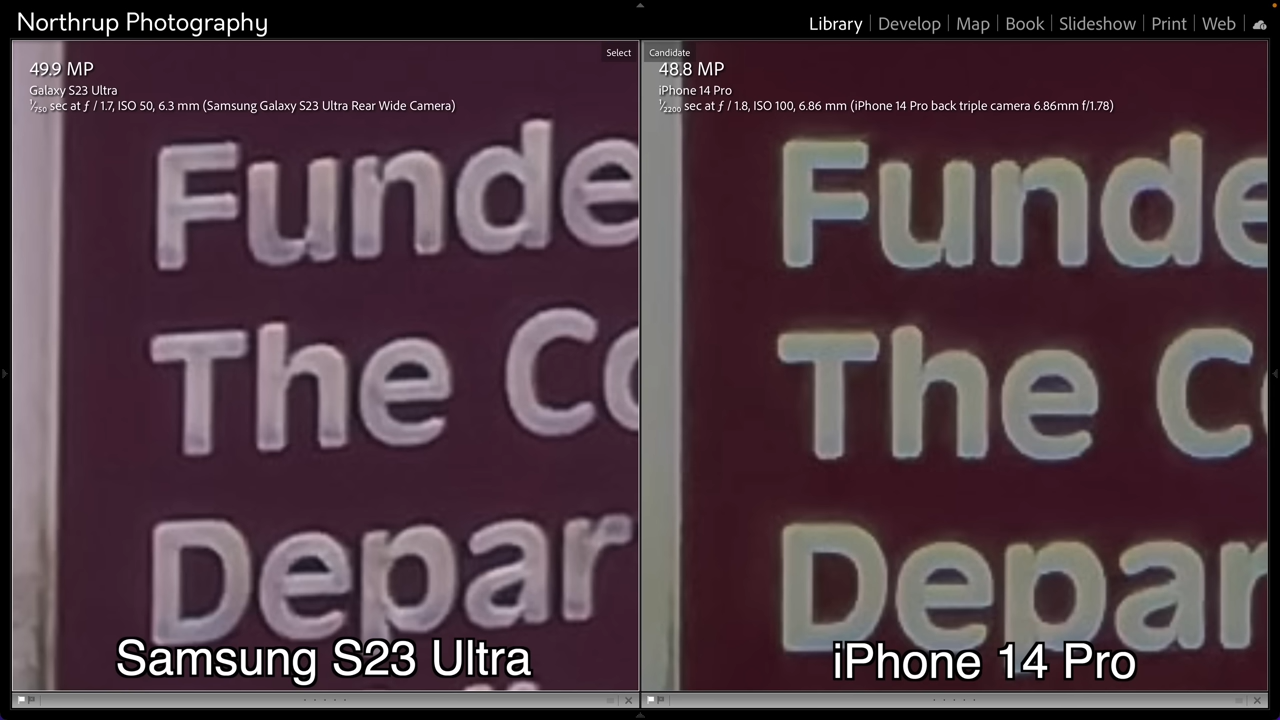 Northrup Photography
Library | Develop | Map | Book | Slideshow | Print | Web
Select
49.9 MP
Galaxy S23 Ultra
1/750 sec at ƒ / 1.7, ISO 50, 6.3 mm (Samsung Galaxy S23 Ultra Rear Wide Camera)
Funde
The Co
Depar
Samsung S23 Ultra
Candidate
48.8 MP
iPhone 14 Pro
1/2200 sec at ƒ / 1.8, ISO 100, 6.86 mm (iPhone 14 Pro back triple camera 6.86mm f/1.78)
Funde
The C
Depar
iPhone 14 Pro